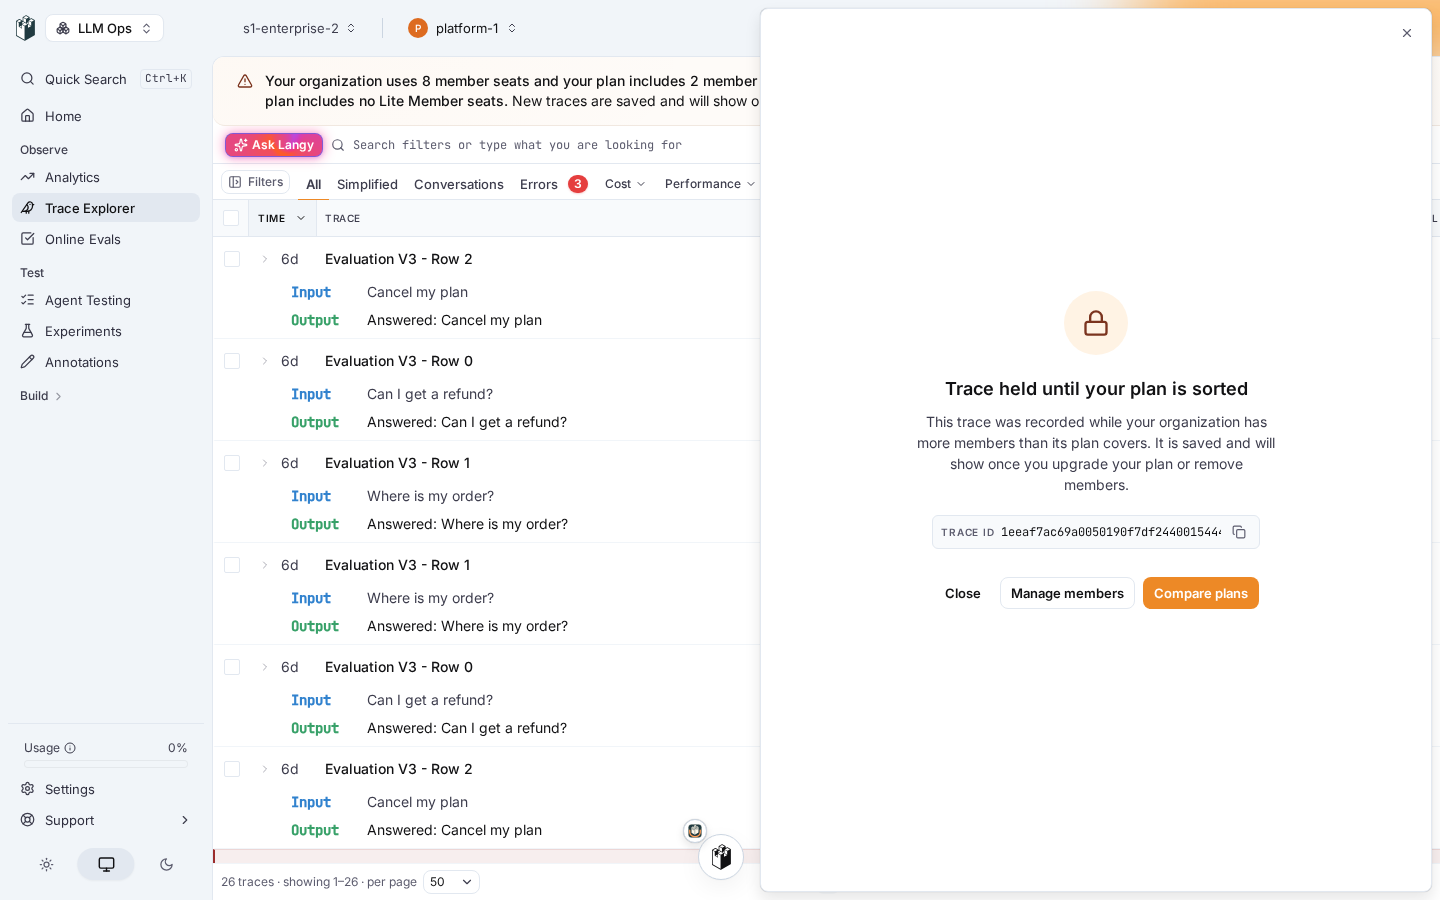 LLM Ops
s1-enterprise-2
P platform-1
Quick Search Ctrl+K
Home
Observe
Analytics
Trace Explorer
Online Evals
Test
Agent Testing
Experiments
Annotations
Build
Usage 0%
Settings
Support
Your organization uses 8 member seats and your plan includes 2 member
plan includes no Lite Member seats. New traces are saved and will show o
Ask Langy Search filters or type what you are looking for
Filters All Simplified Conversations Errors 3 Cost Performance
TIME TRACE
6d Evaluation V3 - Row 2
Input Cancel my plan
Output Answered: Cancel my plan
6d Evaluation V3 - Row 0
Input Can I get a refund?
Output Answered: Can I get a refund?
6d Evaluation V3 - Row 1
Input Where is my order?
Output Answered: Where is my order?
6d Evaluation V3 - Row 1
Input Where is my order?
Output Answered: Where is my order?
6d Evaluation V3 - Row 0
Input Can I get a refund?
Output Answered: Can I get a refund?
6d Evaluation V3 - Row 2
Input Cancel my plan
Output Answered: Cancel my plan
26 traces · showing 1–26 · per page 50
Trace held until your plan is sorted
This trace was recorded while your organization has
more members than its plan covers. It is saved and will
show once you upgrade your plan or remove
members.
TRACE ID 1eeaf7ac69a0050190f7df244001544
Close Manage members Compare plans
L